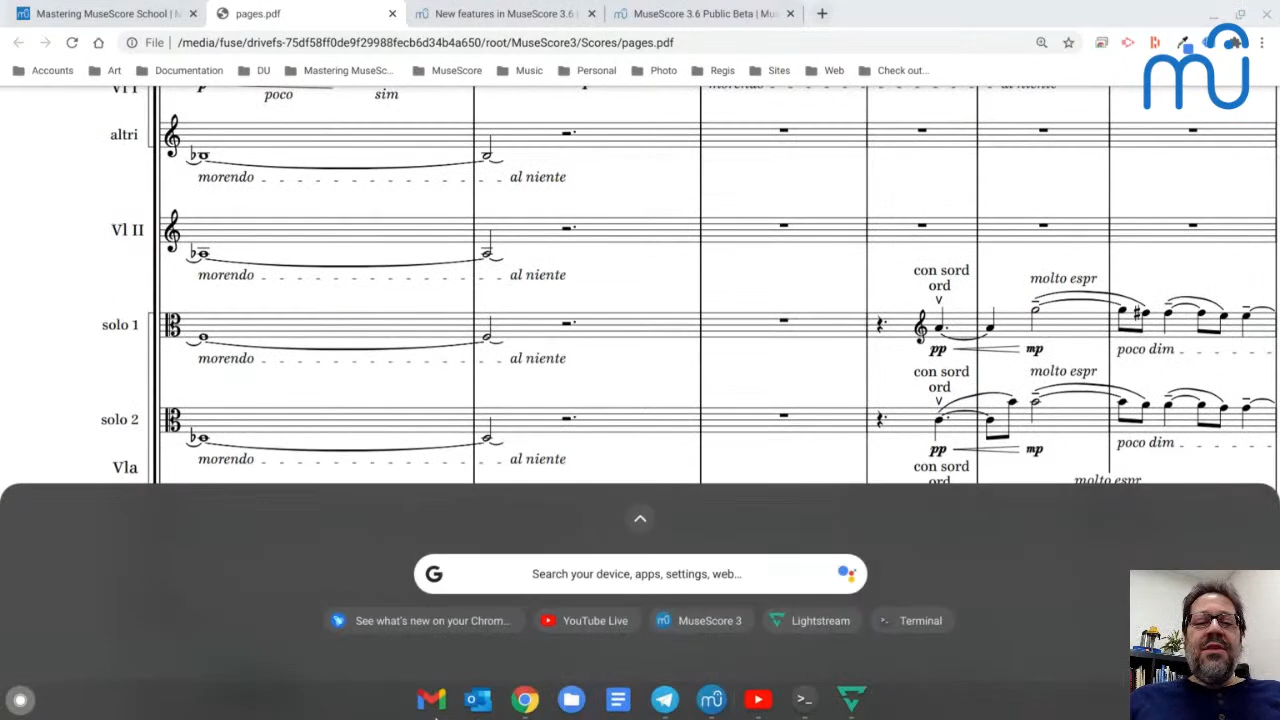 Mastering MuseScore School | M
pages.pdf
New features in MuseScore 3.6 |
MuseScore 3.6 Public Beta | Mus
File | /media/fuse/drivefs-75df58ff0de9f29988fecb6d34b4a650/root/MuseScore3/Scores/pages.pdf
Accounts
Art
Documentation
DU
Mastering MuseSc...
MuseScore
Music
Personal
Photo
Regis
Sites
Web
Check out...
Vl I
p
poco sim
altri
morendo al niente
Vl II
morendo al niente
con sord
ord
molto espr
solo 1
pp mp
morendo al niente
poco dim
con sord
ord
molto espr
solo 2
pp mp
morendo al niente
poco dim
Vla
con sord
ord
molto espr
G
Search your device, apps, settings, web...
See what's new on your Chrom...
YouTube Live
MuseScore 3
Lightstream
Terminal